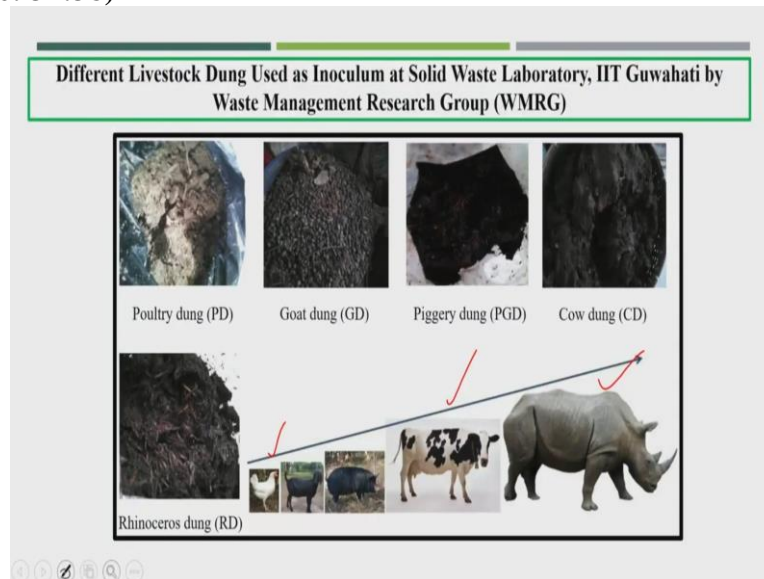 Different Livestock Dung Used as Inoculum at Solid Waste Laboratory, IIT Guwahati by
Waste Management Research Group (WMRG)
Poultry dung (PD)
Goat dung (GD)
Piggery dung (PGD)
Cow dung (CD)
Rhinoceros dung (RD)